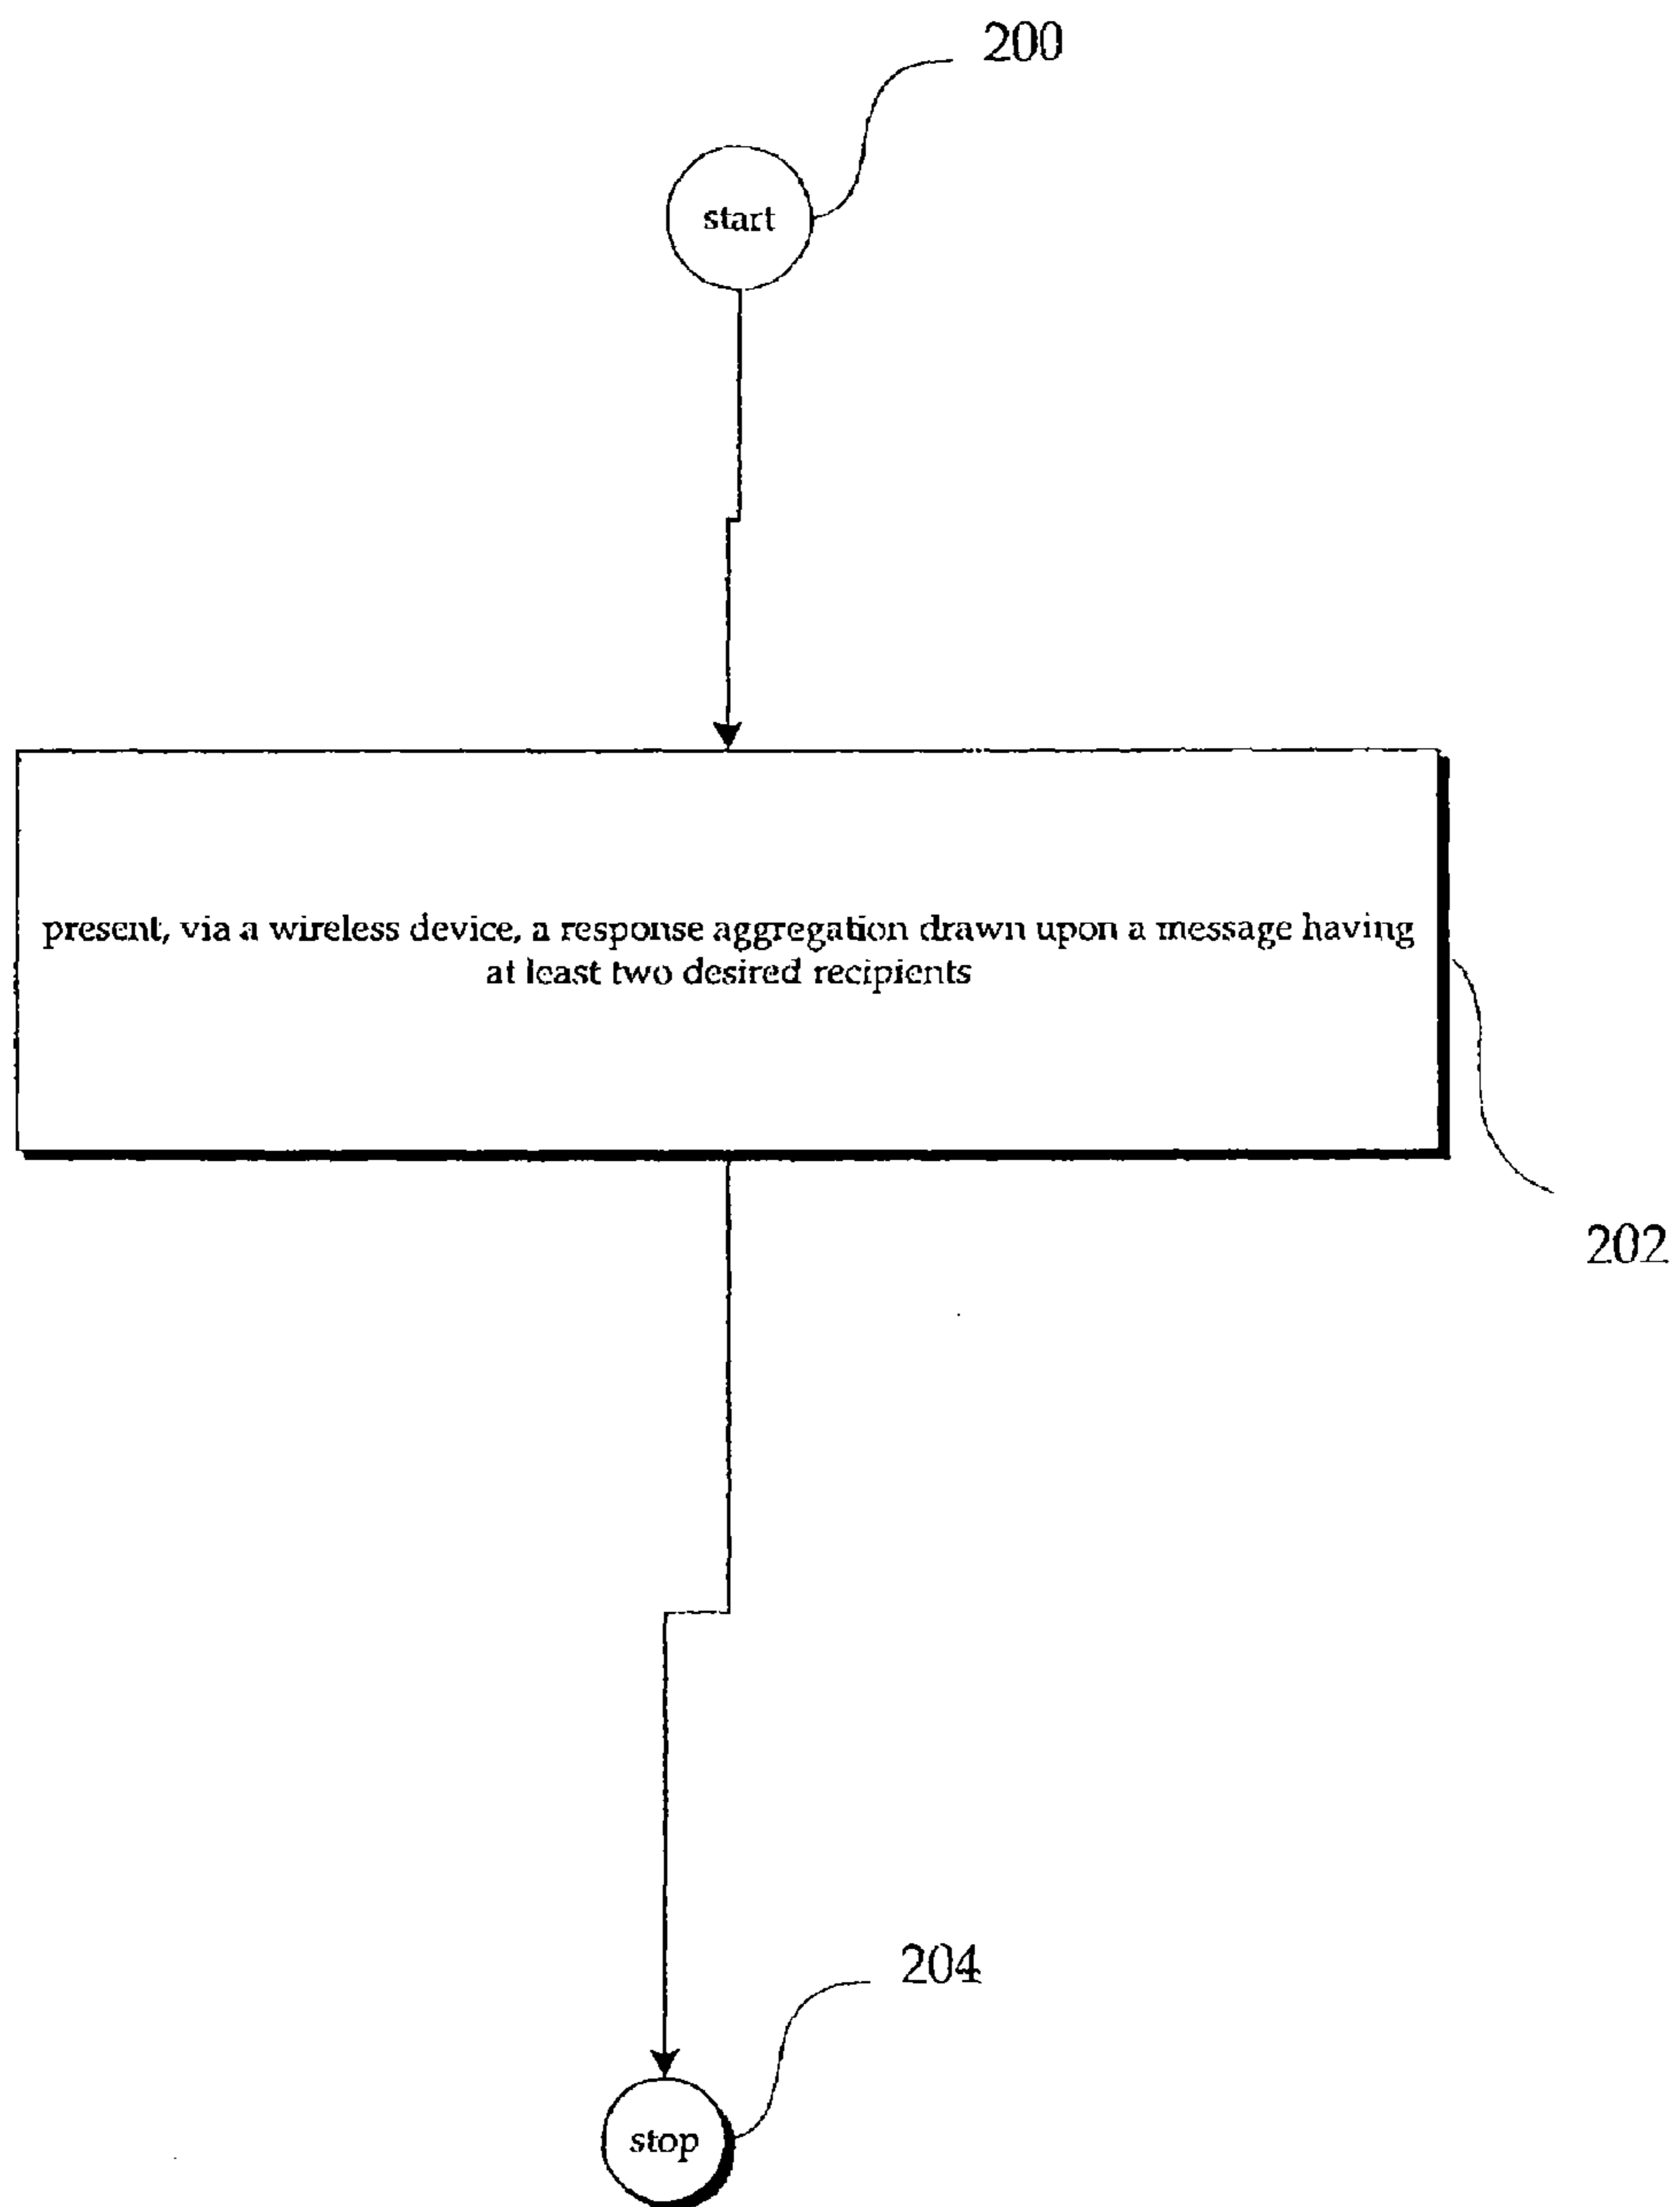 200
start
present, via a wireless device, a response aggregation drawn upon a message having
at least two desired recipients
202
204
stop